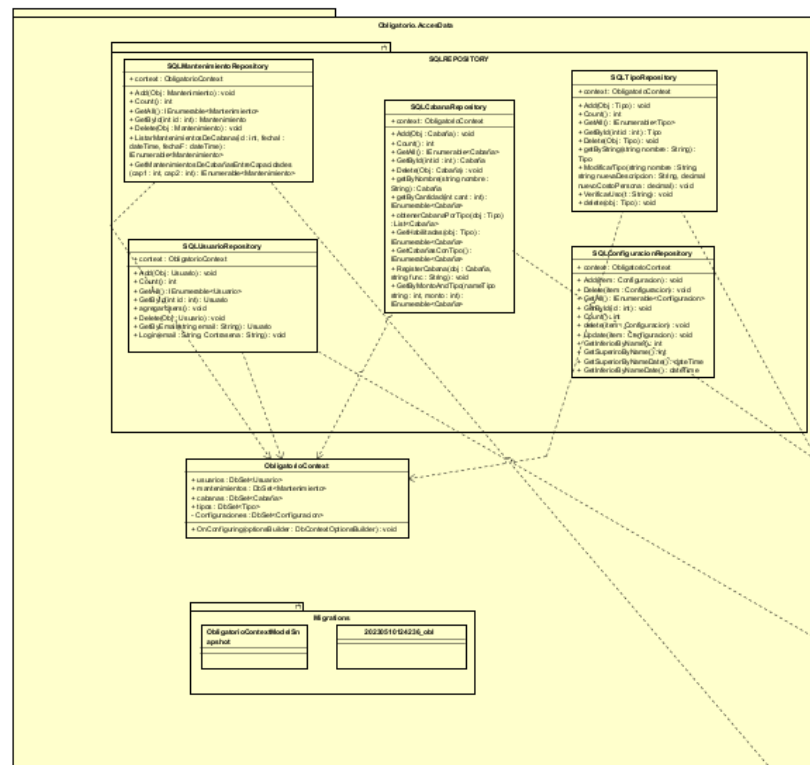 Obligatorio.AccesData
SQLREPOSITORY
SQLMantenimientoRepository
+ context : ObligatorioContext
+ Add(Obj : Mantenimiento) : void
+ Count() : int
+ GetAll() : IEnumerable<Mantenimiento>
+ GetById(int id : int) : Mantenimiento
+ Delete(Obj : Mantenimiento) : void
+ ListarMantenimientosDeCabana(id : int, fechaI :
dateTime, fechaF : dateTime) :
IEnumerable<Mantenimiento>
+ GetMantenimientosDeCabañasEntreCapacidades
(cap1 : int, cap2 : int) : IEnumerable<Mantenimiento>
SQLCabanaRepository
+ context : ObligatorioContext
+ Add(Obj : Cabaña) : void
+ Count() : int
+ GetAll() : IEnumerable<Cabaña>
+ GetById(int id : int) : Cabaña
+ Delete(Obj : Cabaña) : void
+ getByNombre(string nombre :
String) : Cabaña
+ getByCantidad(int cant : int) :
IEnumerable<Cabaña>
+ obtenerCabanaPorTipo(obj : Tipo)
: List<Cabaña>
+ GetHabilitadas(obj : Tipo) :
IEnumerable<Cabaña>
+ GetCabañasConTipo() :
IEnumerable<Cabaña>
+ RegisterCabana(obj : Cabaña,
string func : String) : void
+ GetByMontoAndTipo(nameTipo
string : int, monto : int) :
IEnumerable<Cabaña>
SQLTipoRepository
+ context : ObligatorioContext
+ Add(Obj : Tipo) : void
+ Count() : int
+ GetAll() : IEnumerable<Tipo>
+ GetById(int id : int) : Tipo
+ Delete(Obj : Tipo) : void
+ getByString(string nombre : String) :
Tipo
+ ModificarTipo(string nombre : String,
string nuevaDescripcion : String, decimal
nuevoCostoPersona : decimal) : void
+ VerificarUso(t : String) : void
+ delete(obj : Tipo) : void
SQLUsuarioRepository
+ context : ObligatorioContext
+ Add(Obj : Usuario) : void
+ Count() : int
+ GetAll() : IEnumerable<Usuario>
+ GetById(int id : int) : Usuario
+ Delete(Obj : Usuario) : void
+ GetByEmail(string email : String) : Usuario
+ Login(email : String, Contrasena : String) : void
SQLConfiguracionRepository
+ context : ObligatorioContext
+ Add(item : Configuracion) : void
+ Delete(item : Configuracion) : void
+ GetAll() : IEnumerable<Configuracion>
+ GetById(id : int) : void
+ Count() : int
+ delete(item : Configuracion) : void
+ Update(item : Configuracion) : void
+ GetInferiorByName() : int
+ GetSuperiroByName() : int
+ GetSuperiorByNameDate() : dateTime
+ GetInferiorByNameDate() : dateTime
ObligatorioContext
+ usuarios : DbSet<Usuario>
+ mantenimientos : DbSet<Mantenimiento>
+ cabanas : DbSet<Cabaña>
+ tipos : DbSet<Tipo>
- Configuraciones : DbSet<Configuracion>
+ OnConfiguring(optionsBuilder : DbContextOptionsBuilder) : void
Migrations
ObligatorioContextModelSn
apshot
20230510124236_obl